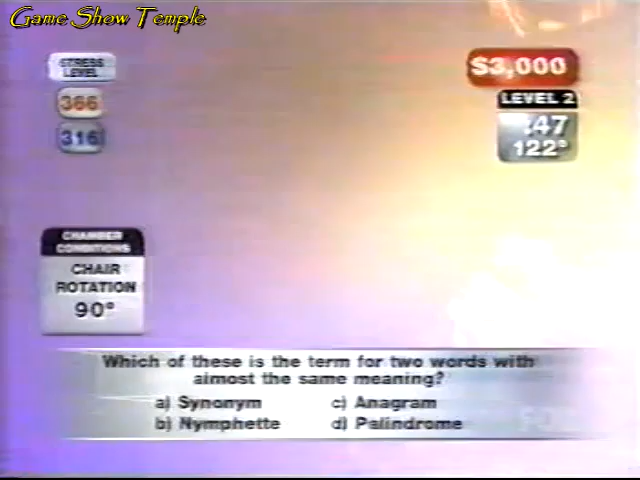 Game Show Temple
STRESS
LEVEL
366
316
$3,000
LEVEL 2
:47
122°
CHAMBER
CONDITIONS
CHAIR
ROTATION
90°
Which of these is the term for two words with
almost the same meaning?
a) Synonym
c) Anagram
b) Nymphette
d) Palindrome